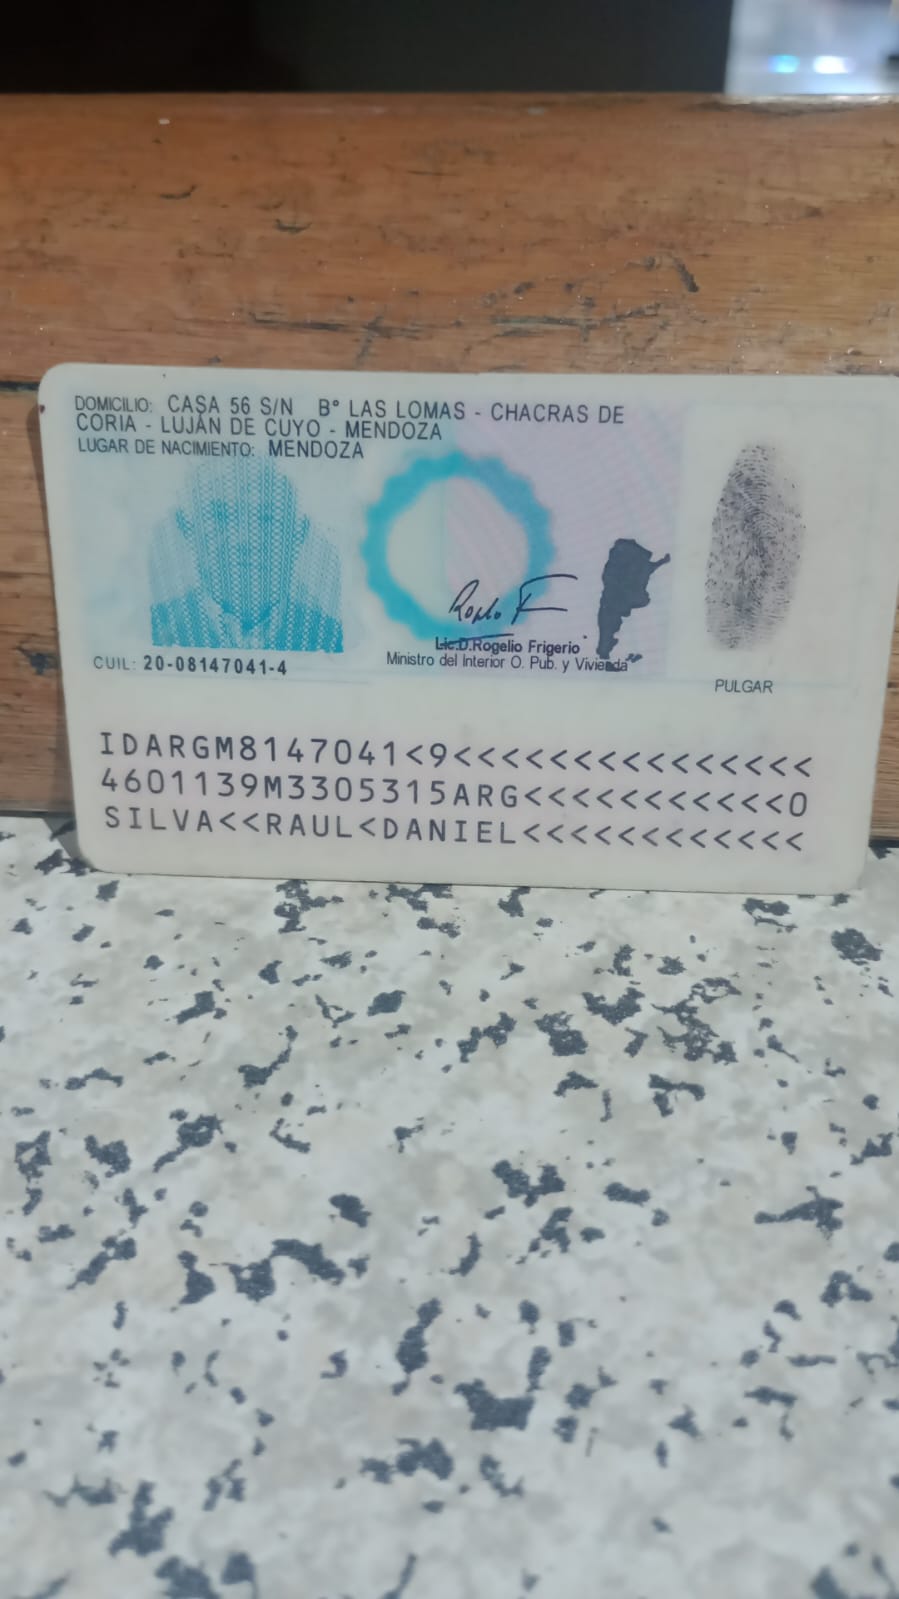 DOMICILIO: CASA 56 S/N B° LAS LOMAS - CHACRAS DE
CORIA - LUJÁN DE CUYO - MENDOZA
LUGAR DE NACIMIENTO: MENDOZA
Lic.D.Rogelio Frigerio
Ministro del Interior O. Pub. y Vivienda
CUIL: 20-08147041-4
PULGAR
IDARGM8147041<9<<<<<<<<<<<<<<<
4601139M3305315ARG<<<<<<<<<<<0
SILVA<<RAUL<DANIEL<<<<<<<<<<<<